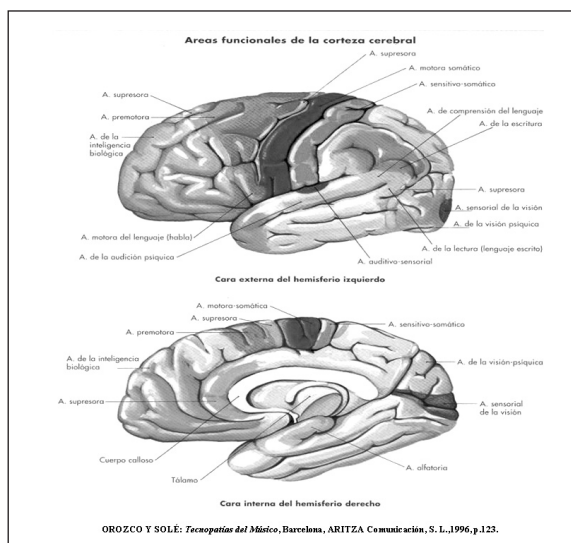 Areas funcionales de la corteza cerebral
A. supresora
A. motora somático
A. sensitivo-somático
A. supresora
A. premotora
A. de la
inteligencia
biológica
A. de comprensión del lenguaje
A. de la escritura
A. supresora
A. sensorial de la visión
A. de la visión psíquica
A. de la lectura (lenguaje escrito)
A. motora del lenguaje (habla)
A. de la audición psíquica
A. auditivo-sensorial
Cara externa del hemisferio izquierdo
A. motora-somática
A. supresora
A. premotora
A. sensitivo-somática
A. de la inteligencia
biológica
A. de la visión-psíquica
A. supresora
A. sensorial
de la visión
Cuerpo calloso
Tálamo
A. olfatoria
Cara interna del hemisferio derecho
OROZCO Y SOLÉ: Tecnopatías del Músico, Barcelona, ARITZA Comunicación, S. L.,1996,p.123.